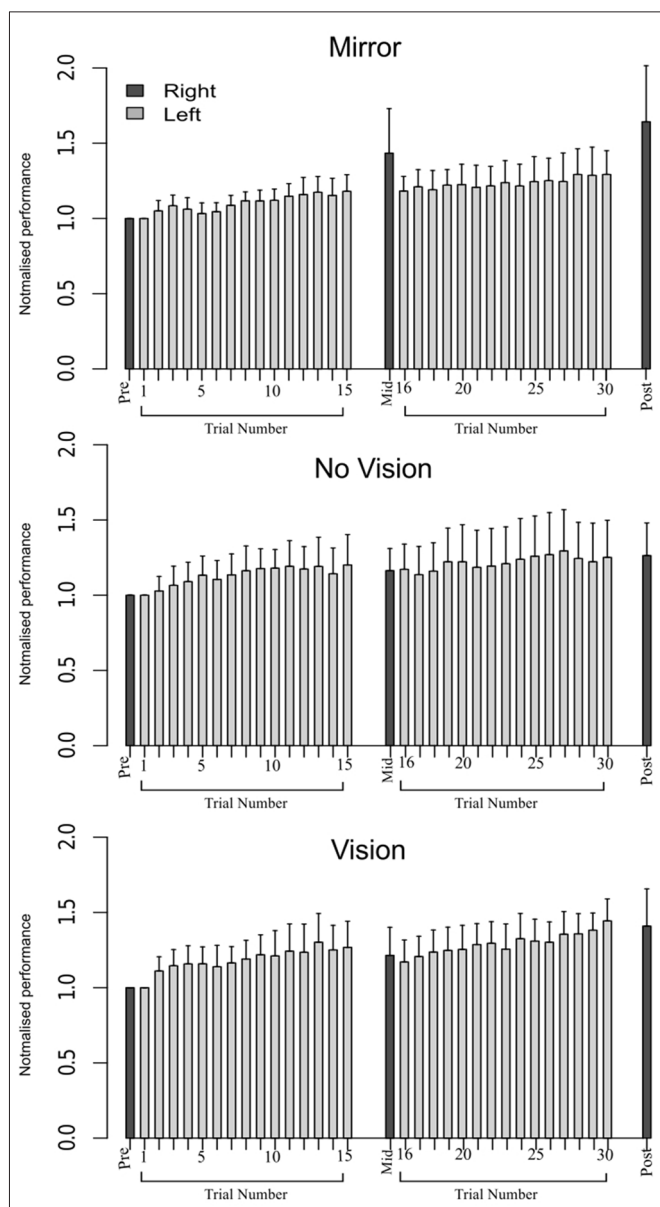 Mirror
2.0
Right
Left
1.5
1.0
0.5
0.0
Notmalised performance
Pre 1 5 10 15 Mid 16 20 25 30 Post
Trial Number Trial Number
No Vision
2.0
1.5
1.0
0.5
0.0
Notmalised performance
Pre 1 5 10 15 Mid 16 20 25 30 Post
Trial Number Trial Number
Vision
2.0
1.5
1.0
0.5
0.0
Notmalised performance
Pre 1 5 10 15 Mid 16 20 25 30 Post
Trial Number Trial Number